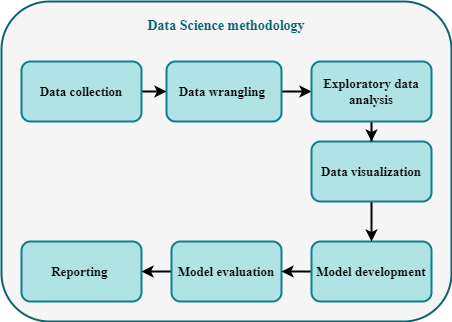 Data Science methodology
Data collection
Data wrangling
Exploratory data
analysis
Data visualization
Model development
Model evaluation
Reporting